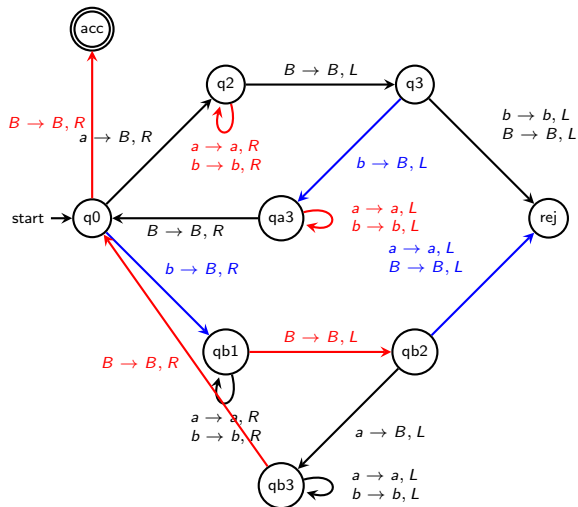 acc
q2
B → B, L
q3
B → B, R
a → B, R
b → b, L
B → B, L
a → a, R
b → b, R
b → B, L
start
q0
B → B, R
qa3
a → a, L
b → b, L
rej
b → B, R
a → a, L
B → B, L
B → B, R
qb1
B → B, L
qb2
a → a, R
b → b, R
a → B, L
qb3
a → a, L
b → b, L